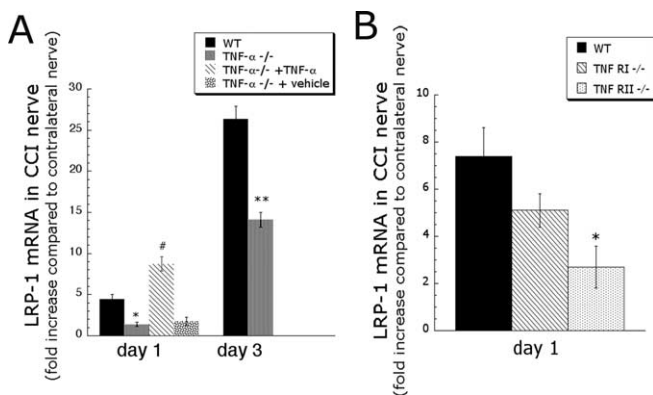 A
WT
TNF-α -/-
TNF-α-/- +TNF-α
TNF-α -/- + vehicle
LRP-1 mRNA in CCI nerve
(fold increase compared to contralateral nerve)
30
25
20
15
10
5
0
*
#
**
day 1
day 3
B
WT
TNF RI -/-
TNF RII -/-
LRP-1 mRNA in CCI nerve
(fold increase compared to contralateral nerve)
10
8
6
4
2
0
*
day 1